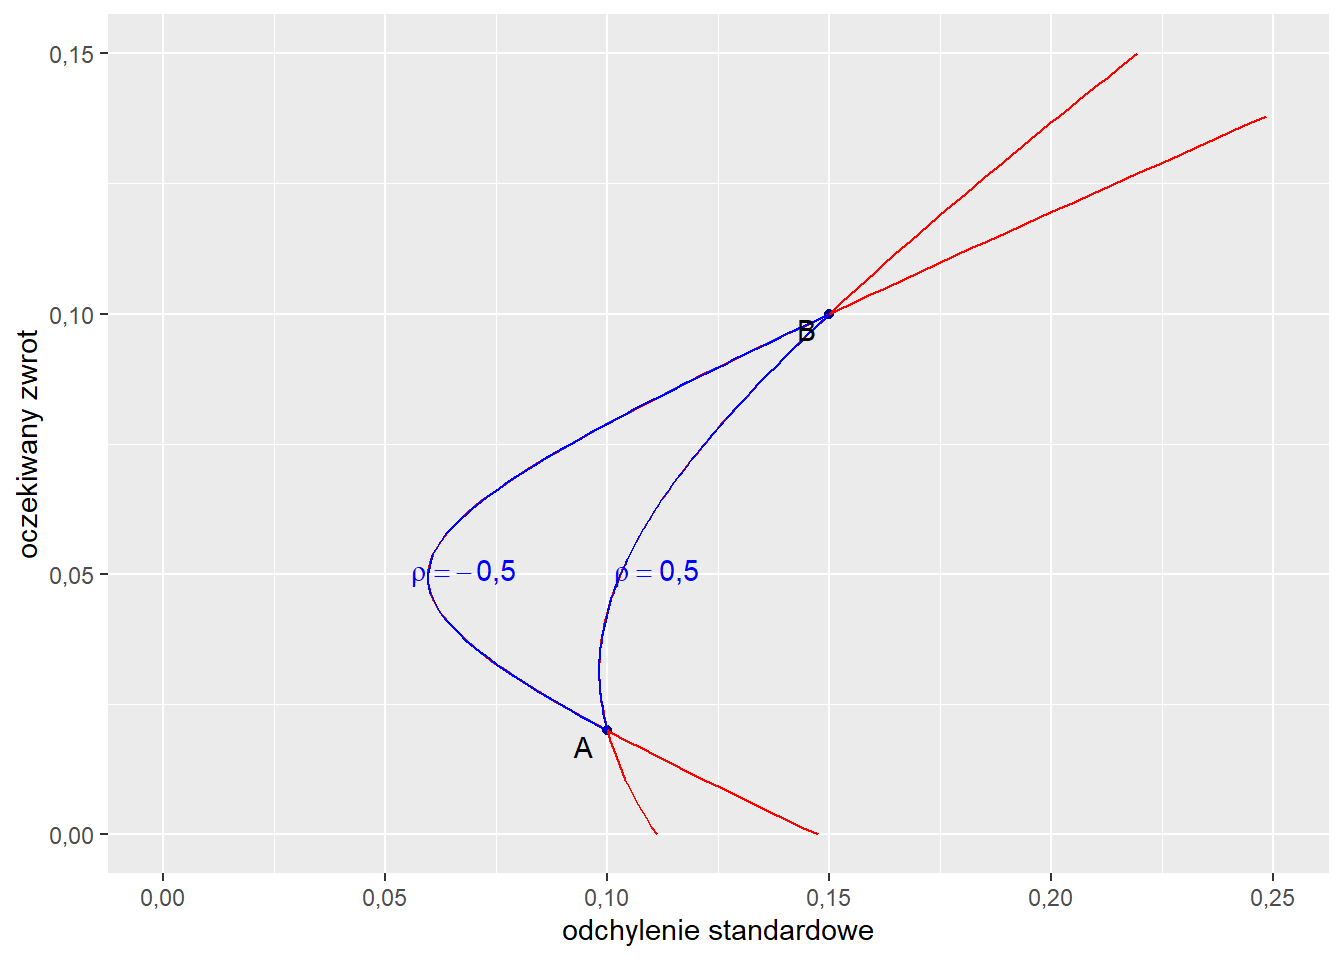 0,15
0,10
0,05
0,00
oczekiwany zwrot
B
ρ = − 0,5
ρ = 0,5
A
0,00 0,05 0,10 0,15 0,20 0,25
odchylenie standardowe